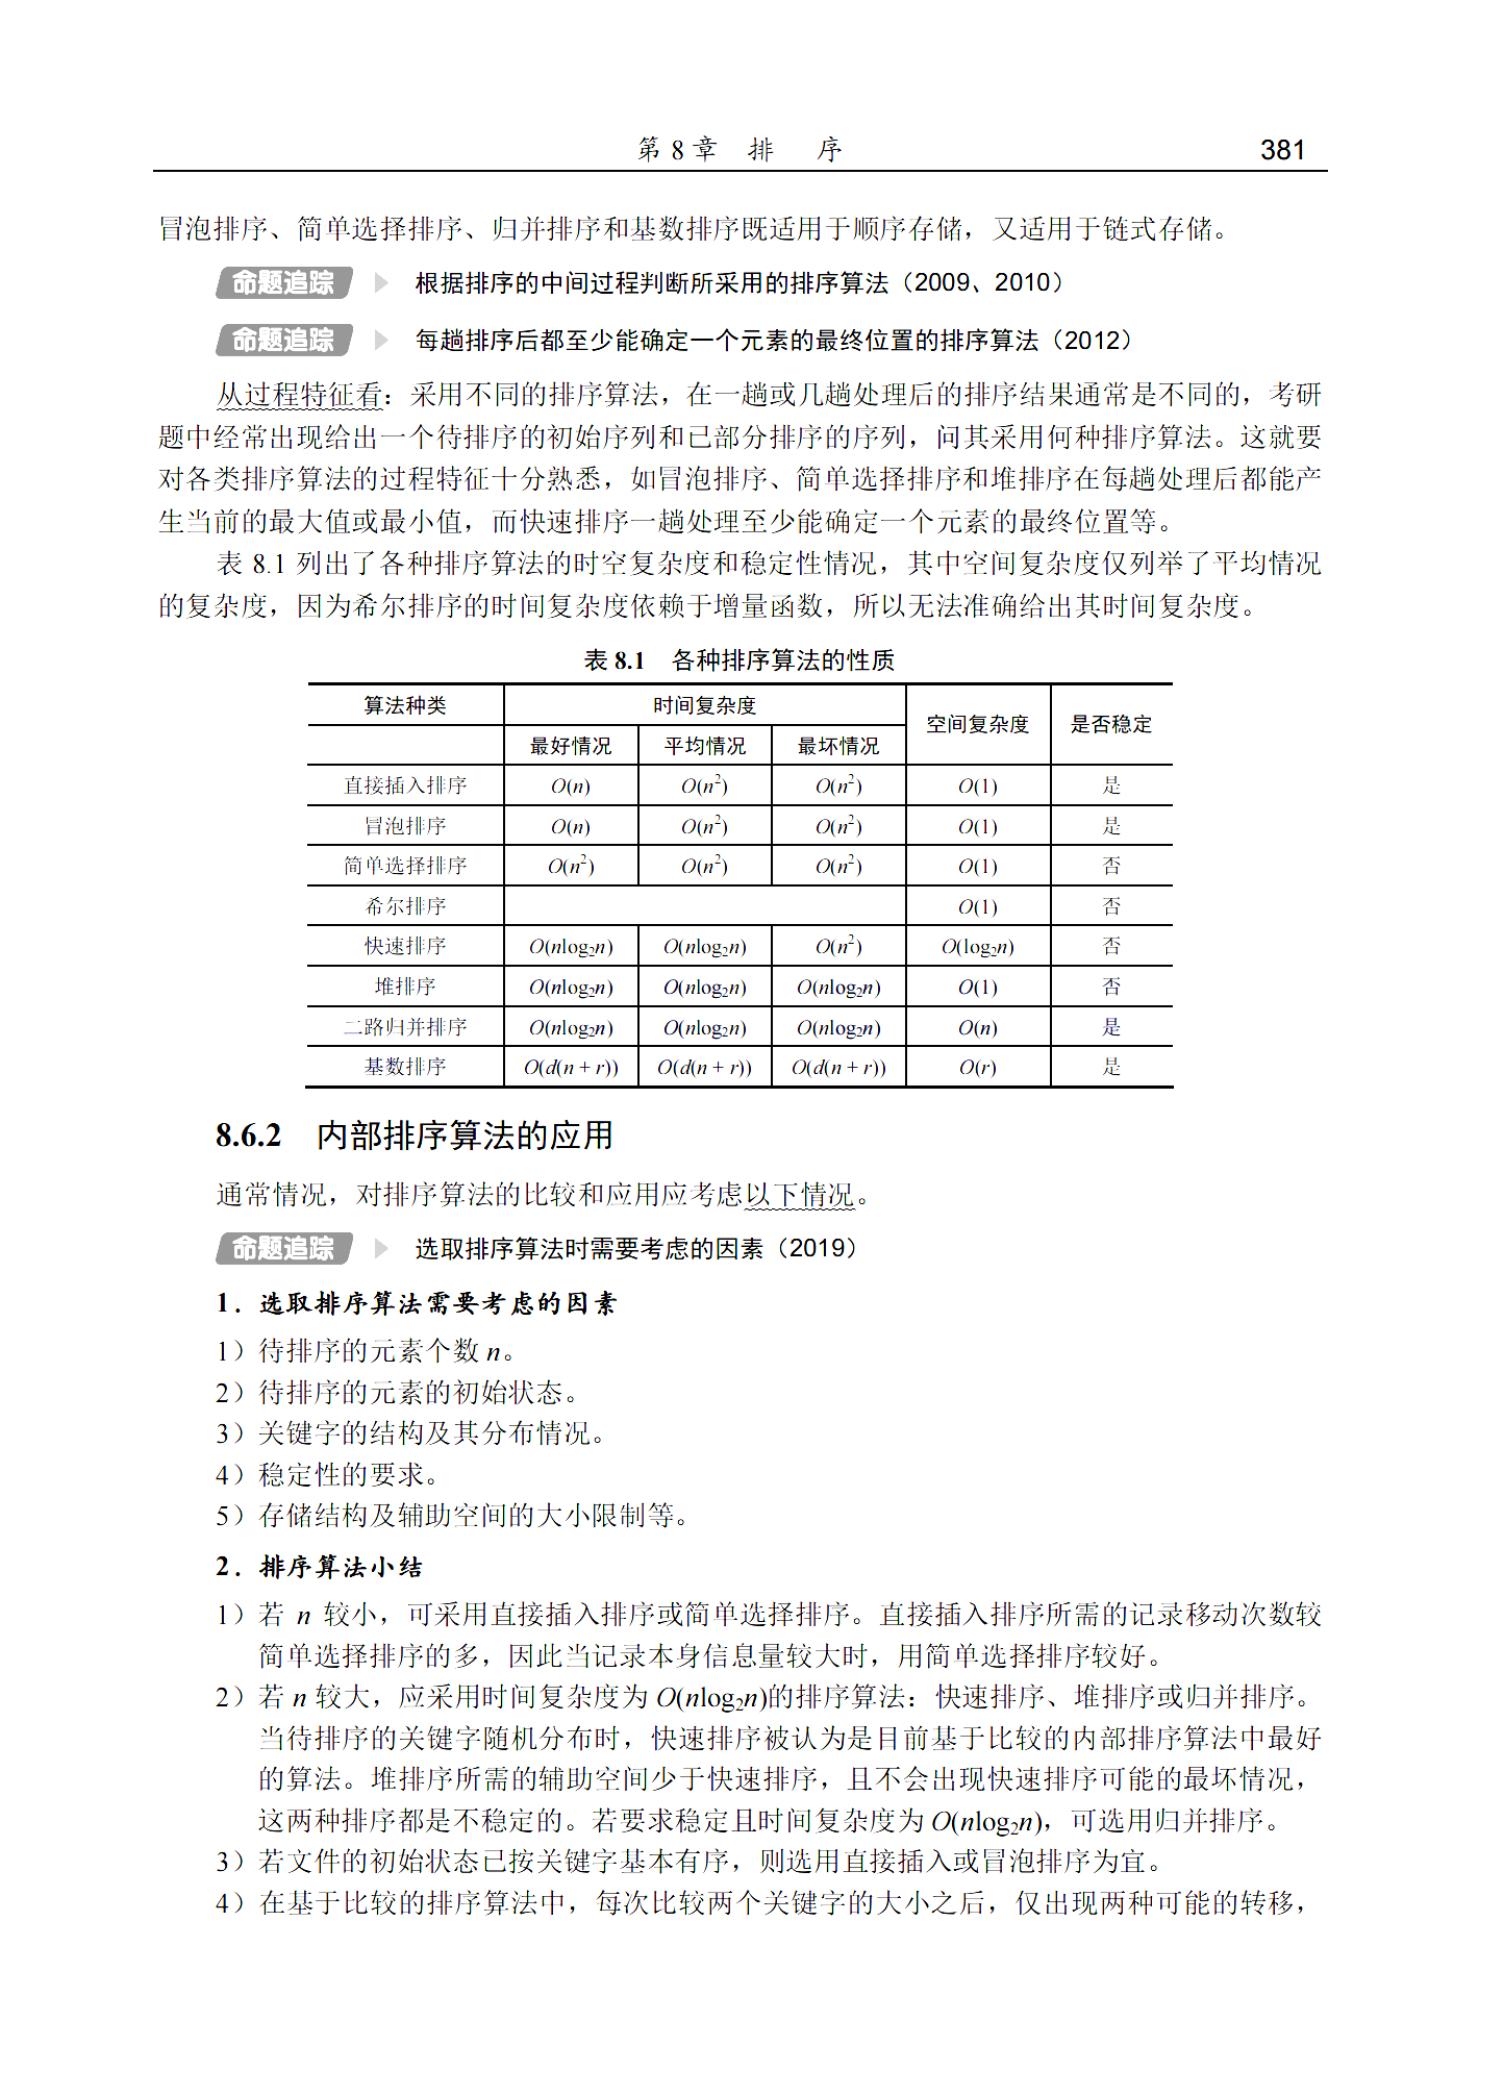 第 8 章 排 序 381
冒泡排序、简单选择排序、归并排序和基数排序既适用于顺序存储，又适用于链式存储。
命题追踪 根据排序的中间过程判断所采用的排序算法（2009、2010）
命题追踪 每趟排序后都至少能确定一个元素的最终位置的排序算法（2012）
从过程特征看：采用不同的排序算法，在一趟或几趟处理后的排序结果通常是不同的，考研
题中经常出现给出一个待排序的初始序列和已部分排序的序列，问其采用何种排序算法。这就要
对各类排序算法的过程特征十分熟悉，如冒泡排序、简单选择排序和堆排序在每趟处理后都能产
生当前的最大值或最小值，而快速排序一趟处理至少能确定一个元素的最终位置等。
表 8.1 列出了各种排序算法的时空复杂度和稳定性情况，其中空间复杂度仅列举了平均情况
的复杂度，因为希尔排序的时间复杂度依赖于增量函数，所以无法准确给出其时间复杂度。
表 8.1 各种排序算法的性质
算法种类 时间复杂度 空间复杂度 是否稳定
最好情况 平均情况 最坏情况
直接插入排序 O(n) O(n²) O(n²) O(1) 是
冒泡排序 O(n) O(n²) O(n²) O(1) 是
简单选择排序 O(n²) O(n²) O(n²) O(1) 否
希尔排序 O(1) 否
快速排序 O(nlog₂n) O(nlog₂n) O(n²) O(log₂n) 否
堆排序 O(nlog₂n) O(nlog₂n) O(nlog₂n) O(1) 否
二路归并排序 O(nlog₂n) O(nlog₂n) O(nlog₂n) O(n) 是
基数排序 O(d(n + r)) O(d(n + r)) O(d(n + r)) O(r) 是
8.6.2 内部排序算法的应用
通常情况，对排序算法的比较和应用应考虑以下情况。
命题追踪 选取排序算法时需要考虑的因素（2019）
1．选取排序算法需要考虑的因素
1）待排序的元素个数 n。
2）待排序的元素的初始状态。
3）关键字的结构及其分布情况。
4）稳定性的要求。
5）存储结构及辅助空间的大小限制等。
2．排序算法小结
1）若 n 较小，可采用直接插入排序或简单选择排序。直接插入排序所需的记录移动次数较
简单选择排序的多，因此当记录本身信息量较大时，用简单选择排序较好。
2）若 n 较大，应采用时间复杂度为 O(nlog₂n)的排序算法：快速排序、堆排序或归并排序。
当待排序的关键字随机分布时，快速排序被认为是目前基于比较的内部排序算法中最好
的算法。堆排序所需的辅助空间少于快速排序，且不会出现快速排序可能的最坏情况，
这两种排序都是不稳定的。若要求稳定且时间复杂度为 O(nlog₂n)，可选用归并排序。
3）若文件的初始状态已按关键字基本有序，则选用直接插入或冒泡排序为宜。
4）在基于比较的排序算法中，每次比较两个关键字的大小之后，仅出现两种可能的转移，